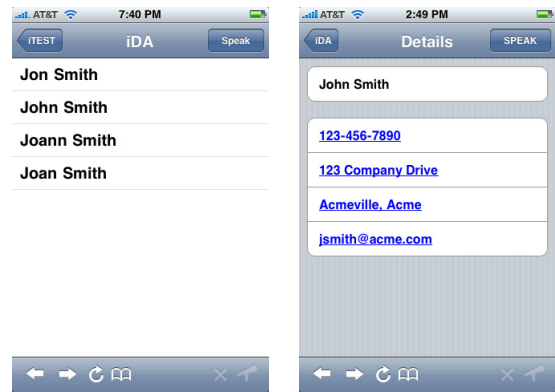 AT&T 7:40 PM
iTEST iDA Speak
Jon Smith
John Smith
Joann Smith
Joan Smith
AT&T 2:49 PM
iDA Details SPEAK
John Smith
123-456-7890
123 Company Drive
Acmeville, Acme
jsmith@acme.com